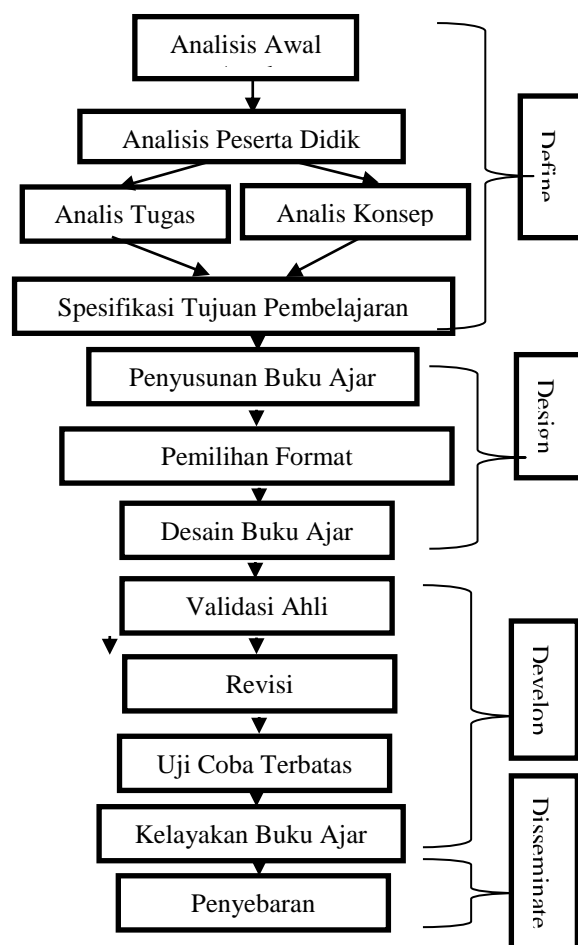 Analisis Awal
Analisis Peserta Didik
Analis Tugas
Analis Konsep
Spesifikasi Tujuan Pembelajaran
Define
Penyusunan Buku Ajar
Pemilihan Format
Desain Buku Ajar
Design
Validasi Ahli
Revisi
Uji Coba Terbatas
Kelayakan Buku Ajar
Develop
Penyebaran
Disseminate